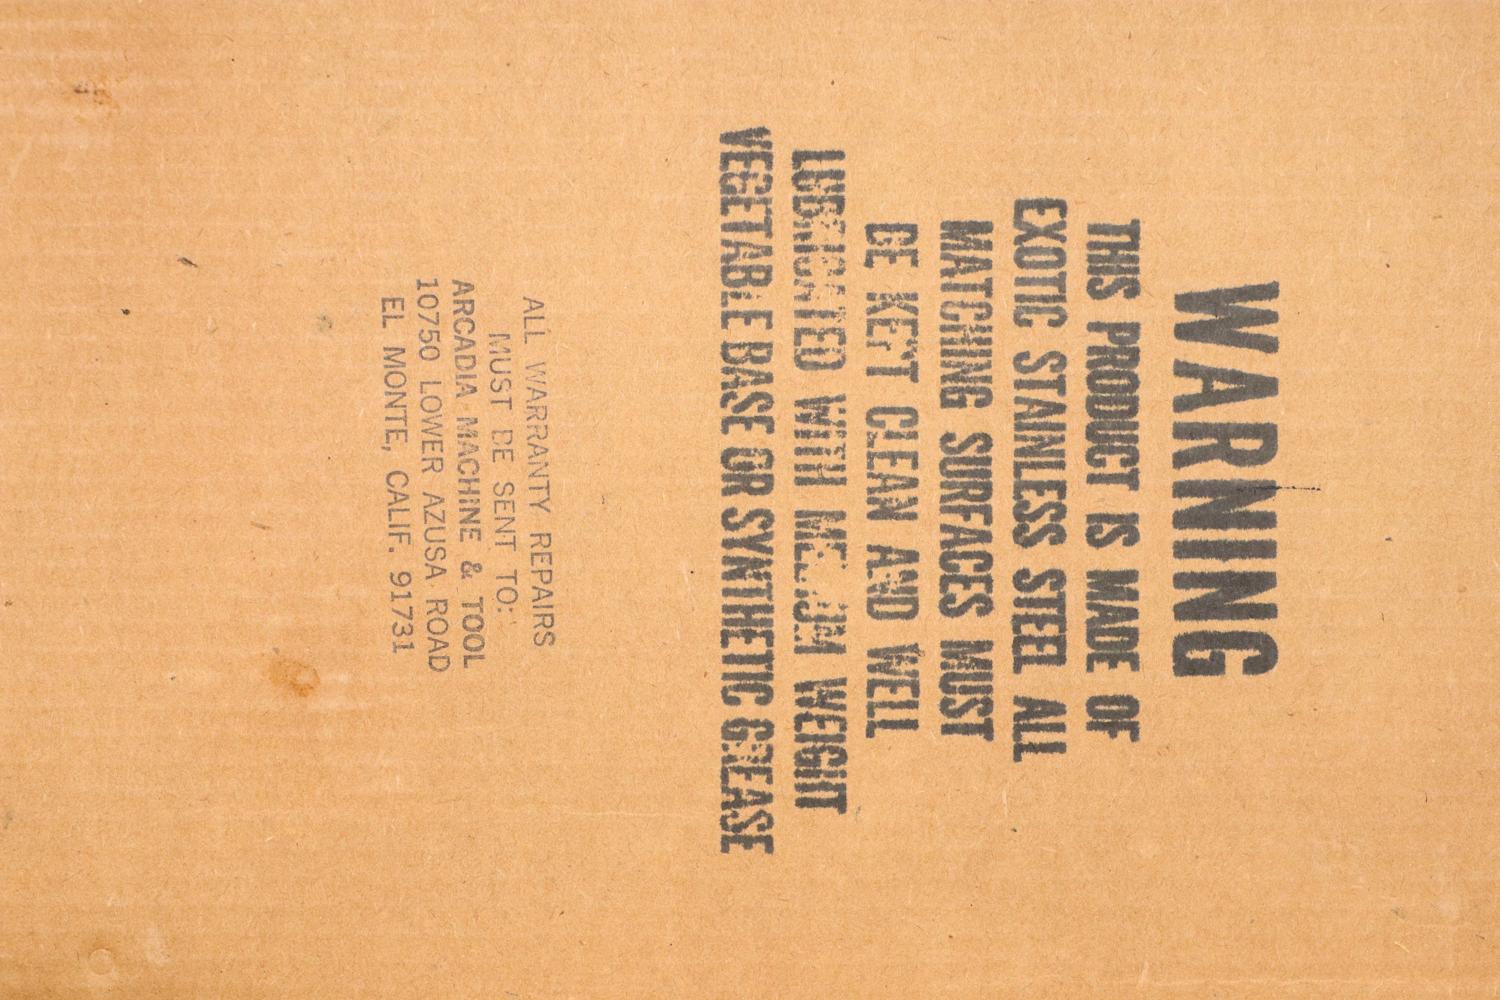 WARNING
THIS PRODUCT IS MADE OF
EXOTIC STAINLESS STEEL ALL
MATCHING SURFACES MUST
BE KEPT CLEAN AND WELL
LUBRICATED WITH MEDIUM WEIGHT
VEGETABLE BASE OR SYNTHETIC GREASE
ALL WARRANTY REPAIRS
MUST BE SENT TO:
ARCADIA MACHINE & TOOL
10750 LOWER AZUSA ROAD
EL MONTE, CALIF. 91731